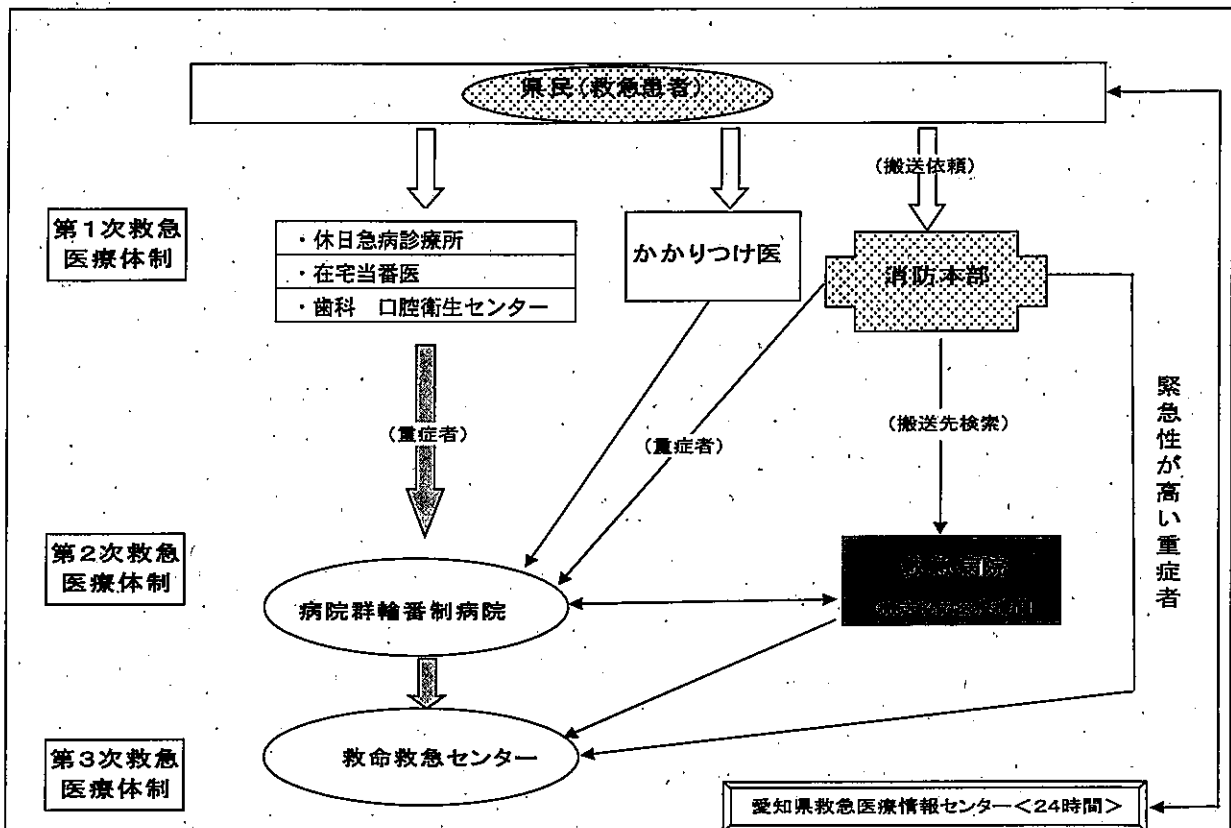 県民(救急患者)
(搬送依頼)
第1次救急
医療体制
・休日急病診療所
・在宅当番医
・歯科 口腔衛生センター
かかりつけ医
消防本部
(重症者)
(重症者)
(搬送先検索)
緊急性が高い重症者
第2次救急
医療体制
病院群輪番制病院
救急病院
第3次救急
医療体制
救命救急センター
愛知県救急医療情報センター<24時間>